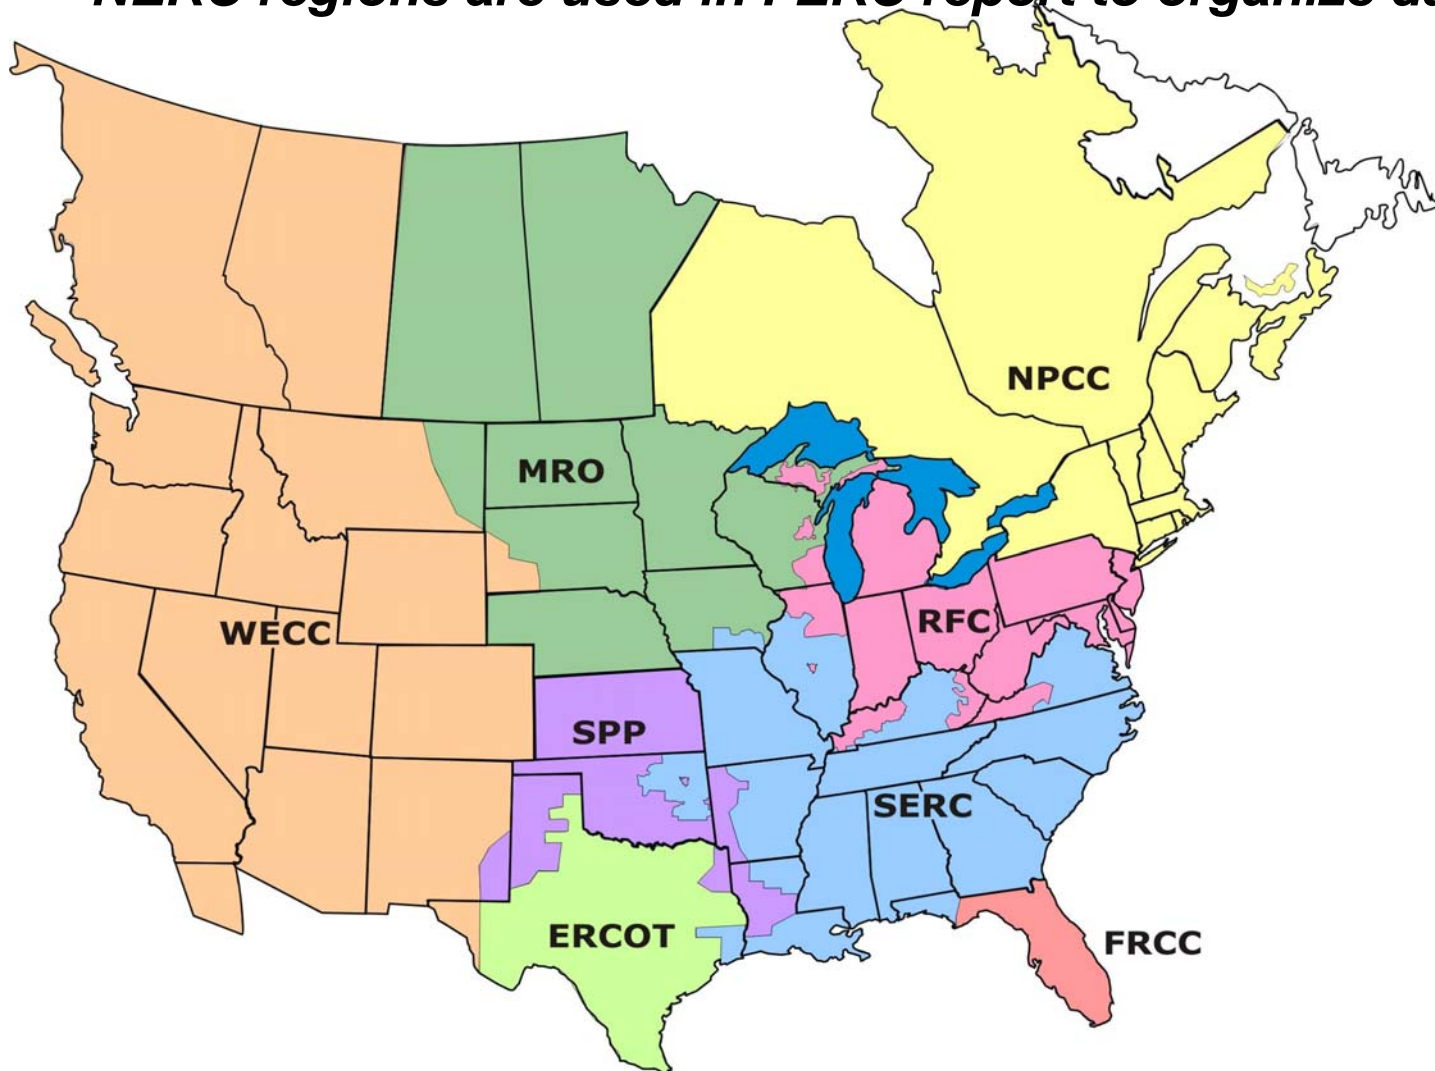 NERC regions are used in FERC report to organize
NPCC
MRO
RFC
WECC
SPP
SERC
ERCOT
FRCC